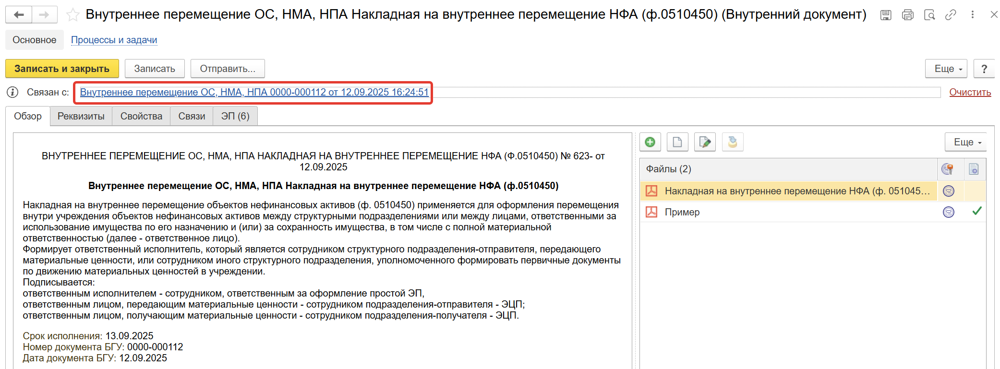 Внутреннее перемещение ОС, НМА, НПА Накладная на внутреннее перемещение НФА (ф.0510450) (Внутренний документ)
Основное Процессы и задачи
Записать и закрыть Записать Отправить... Еще ?
Связан с: Внутреннее перемещение ОС, НМА, НПА 0000-000112 от 12.09.2025 16:24:51 Очистить
Обзор Реквизиты Свойства Связи ЭП (6)
Еще
ВНУТРЕННЕЕ ПЕРЕМЕЩЕНИЕ ОС, НМА, НПА НАКЛАДНАЯ НА ВНУТРЕННЕЕ ПЕРЕМЕЩЕНИЕ НФА (Ф.0510450) № 623- от
12.09.2025
Внутреннее перемещение ОС, НМА, НПА Накладная на внутреннее перемещение НФА (ф.0510450)
Накладная на внутреннее перемещение объектов нефинансовых активов (ф. 0510450) применяется для оформления перемещения
внутри учреждения объектов нефинансовых активов между структурными подразделениями или между лицами, ответственными за
использование имущества по его назначению и (или) за сохранность имущества, в том числе с полной материальной
ответственностью (далее - ответственное лицо).
Формирует ответственный исполнитель, который является сотрудником структурного подразделения-отправителя, передающего
материальные ценности, или сотрудником иного структурного подразделения, уполномоченного формировать первичные документы
по движению материальных ценностей в учреждении.
Подписывается:
ответственным исполнителем - сотрудником, ответственным за оформление простой ЭП,
ответственным лицом, передающим материальные ценности - сотрудником подразделения-отправителя - ЭЦП;
ответственным лицом, получающим материальные ценности - сотрудником подразделения-получателя - ЭЦП.
Срок исполнения: 13.09.2025
Номер документа БГУ: 0000-000112
Дата документа БГУ: 12.09.2025
Файлы (2)
Накладная на внутреннее перемещение НФА (ф. 051045...
Пример